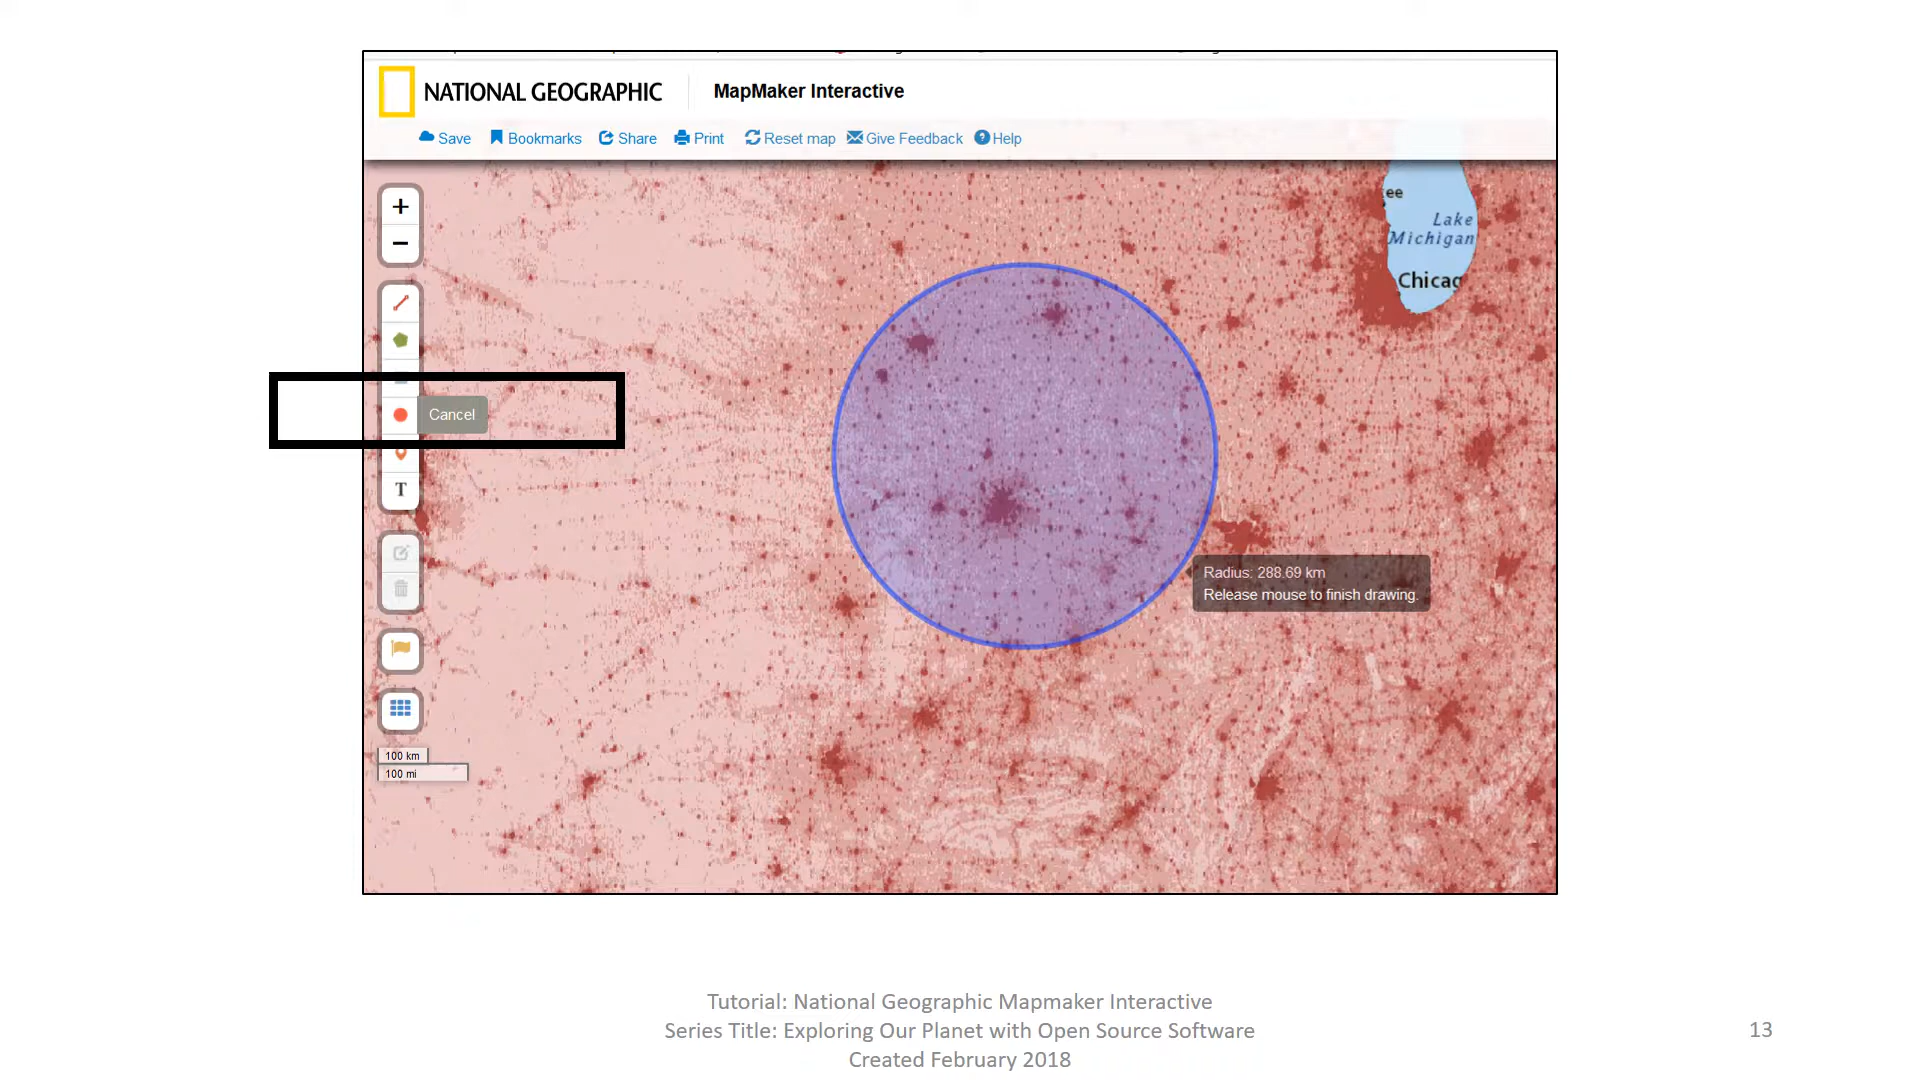 NATIONAL GEOGRAPHIC
MapMaker Interactive
Save Bookmarks Share Print Reset map Give Feedback Help
+
−
ee
Lake
Michigan
Chicag
Cancel
T
Radius: 288.69 km
Release mouse to finish drawing.
100 km
100 mi
Tutorial: National Geographic Mapmaker Interactive
Series Title: Exploring Our Planet with Open Source Software
Created February 2018
13